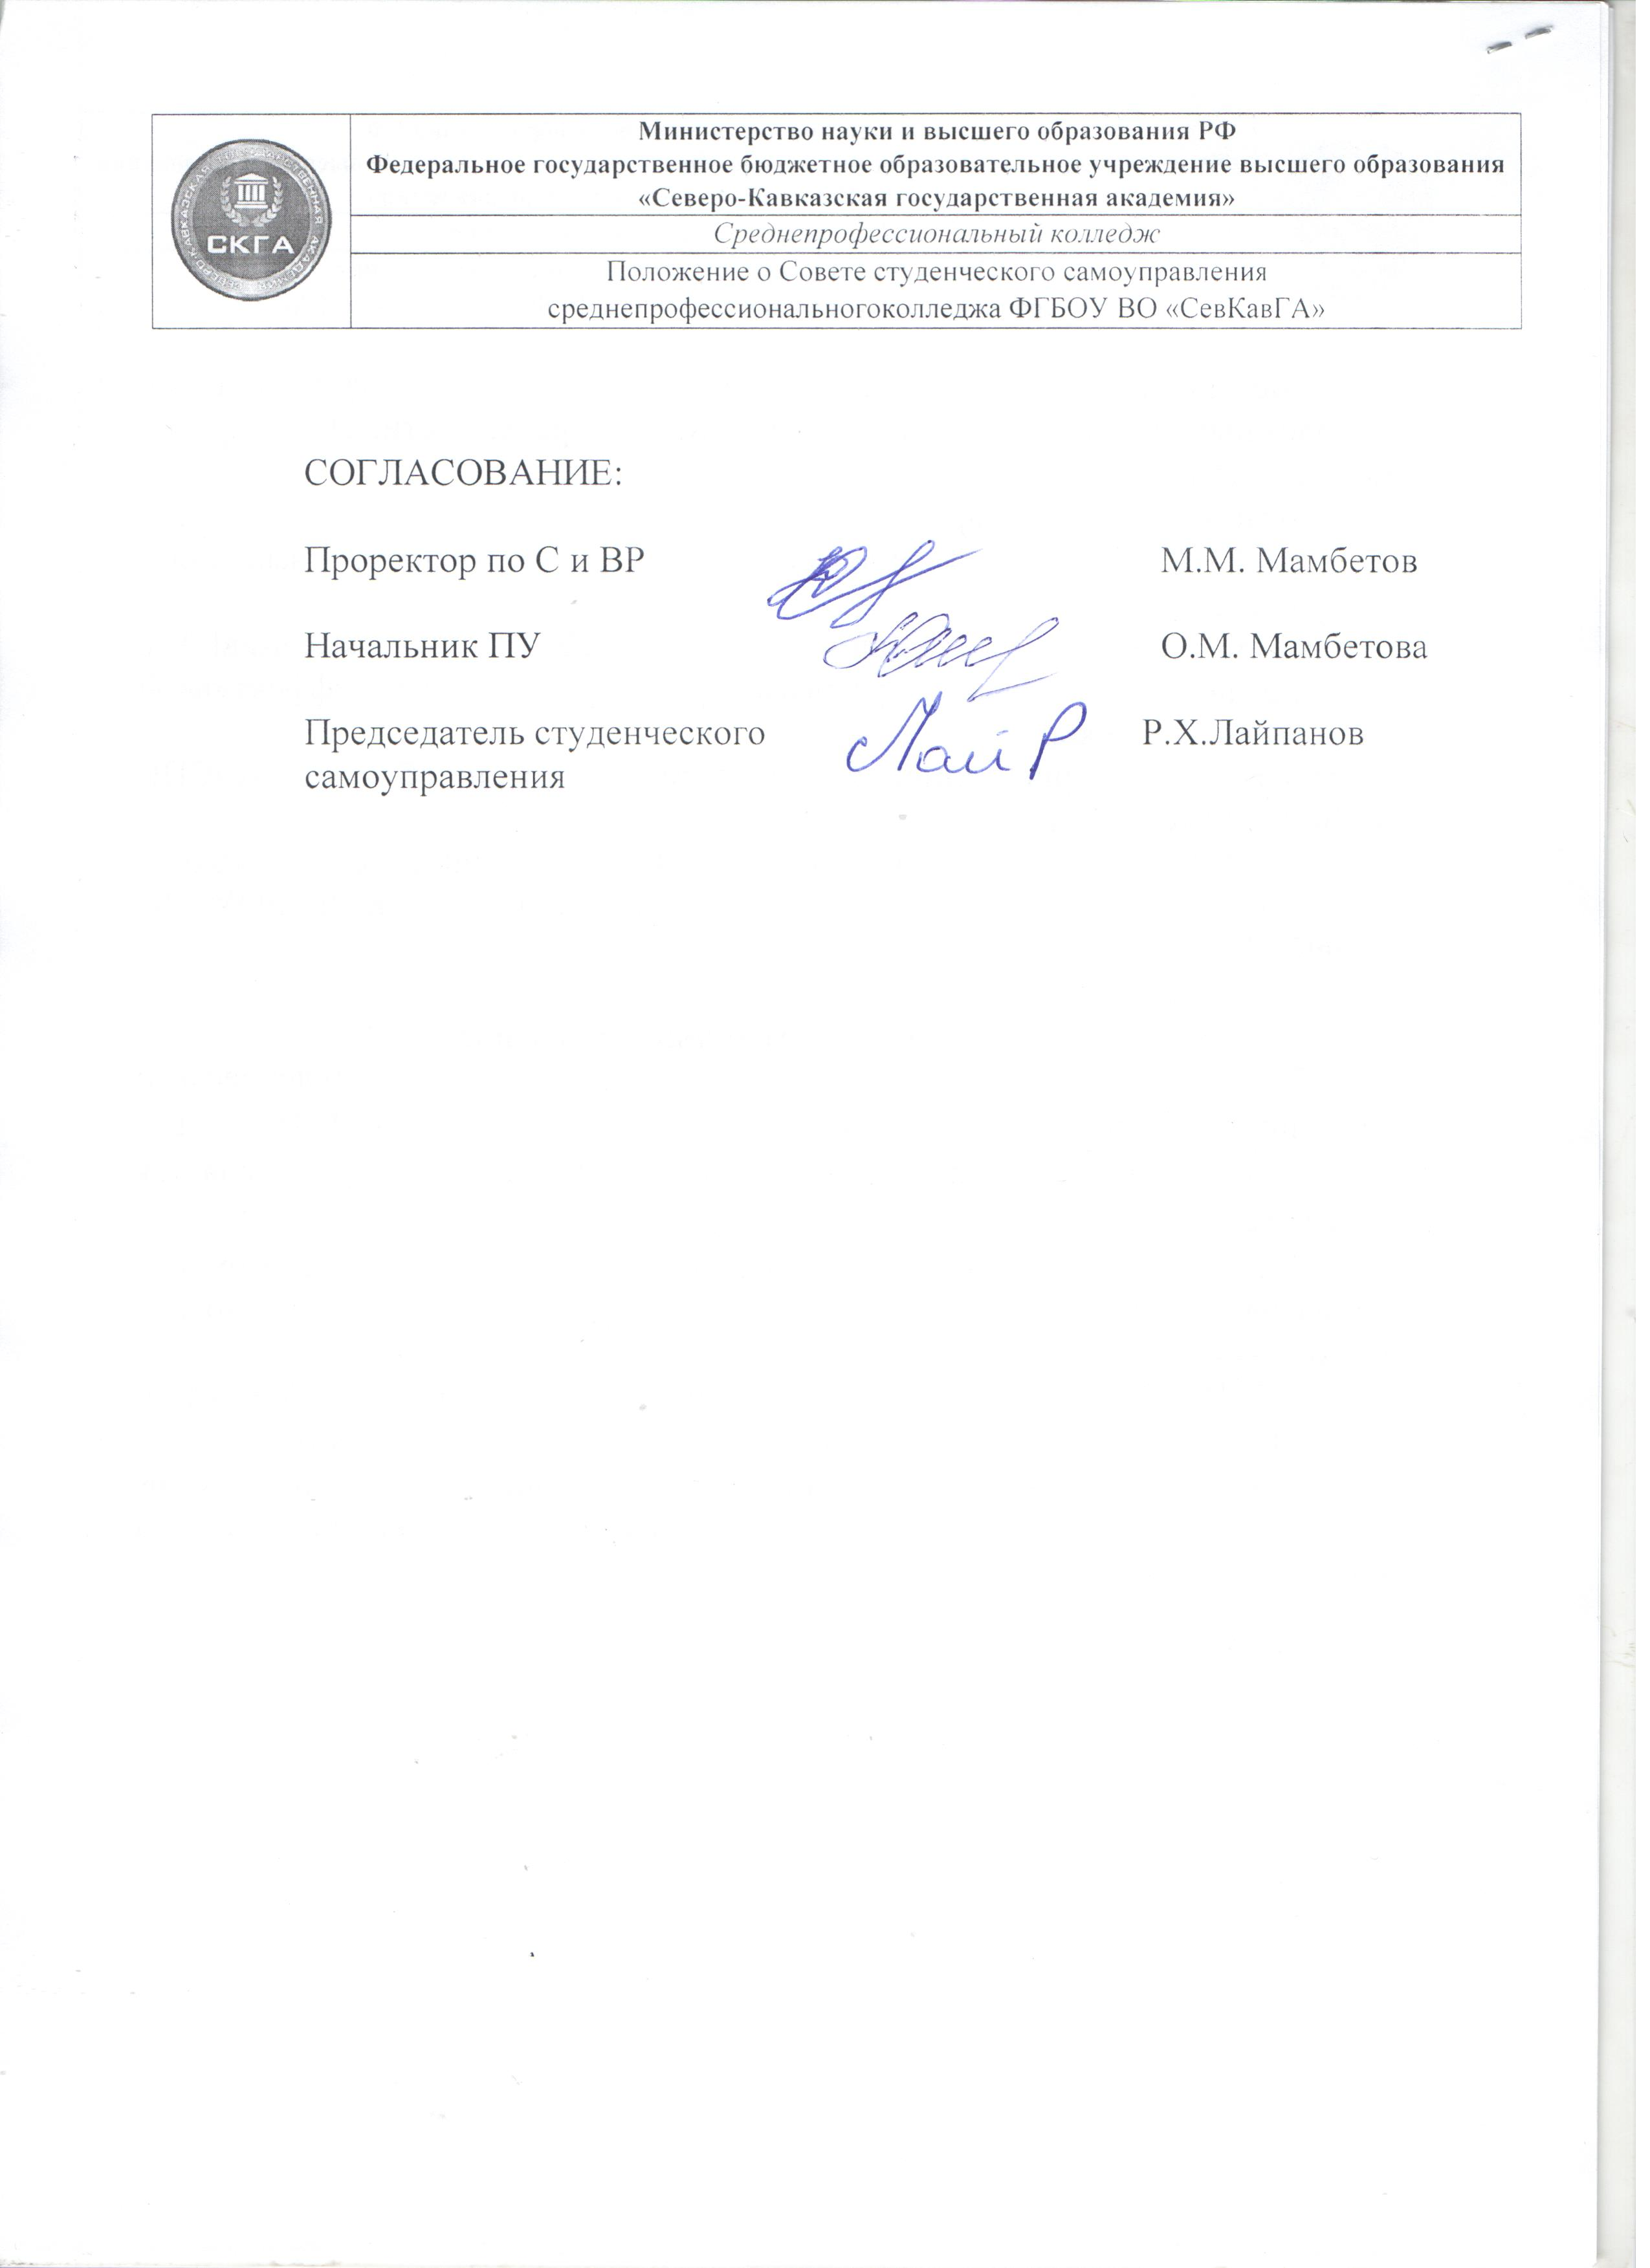 СКГА
Министерство науки и высшего образования РФ
Федеральное государственное бюджетное образовательное учреждение высшего образования
«Северо-Кавказская государственная академия»
Среднепрофессиональный колледж
Положение о Совете студенческого самоуправления
среднепрофессиональногоколледжа ФГБОУ ВО «СевКавГА»
СОГЛАСОВАНИЕ:
Проректор по С и ВР М.М. Мамбетов
Начальник ПУ О.М. Мамбетова
Председатель студенческого Лай Р Р.Х.Лайпанов
самоуправления